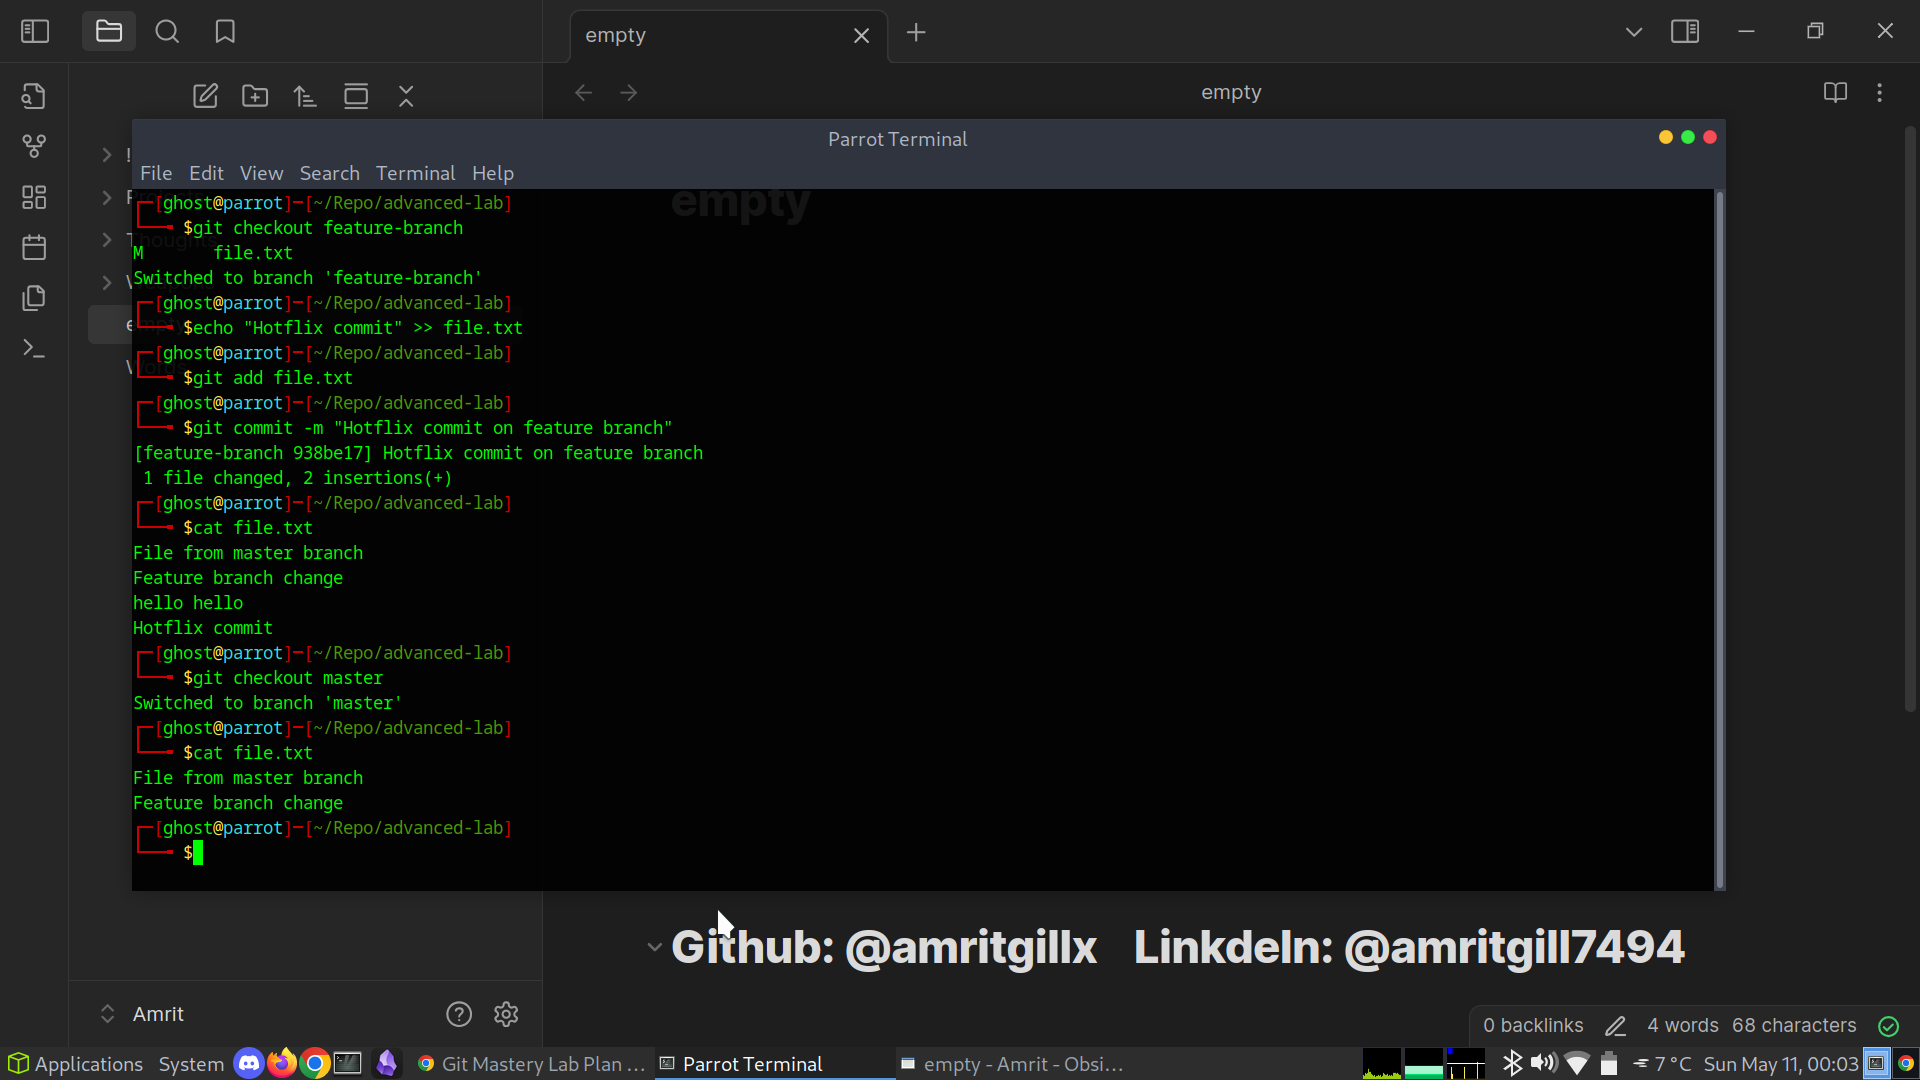 empty
empty
Parrot Terminal
File Edit View Search Terminal Help
empty
[ghost@parrot]─[~/Repo/advanced-lab]
$git checkout feature-branch
M file.txt
Switched to branch 'feature-branch'
[ghost@parrot]─[~/Repo/advanced-lab]
$echo "Hotflix commit" >> file.txt
[ghost@parrot]─[~/Repo/advanced-lab]
$git add file.txt
[ghost@parrot]─[~/Repo/advanced-lab]
$git commit -m "Hotflix commit on feature branch"
[feature-branch 938be17] Hotflix commit on feature branch
1 file changed, 2 insertions(+)
[ghost@parrot]─[~/Repo/advanced-lab]
$cat file.txt
File from master branch
Feature branch change
hello hello
Hotflix commit
[ghost@parrot]─[~/Repo/advanced-lab]
$git checkout master
Switched to branch 'master'
[ghost@parrot]─[~/Repo/advanced-lab]
$cat file.txt
File from master branch
Feature branch change
[ghost@parrot]─[~/Repo/advanced-lab]
$
Github: @amritgillx Linkdeln: @amritgill7494
Amrit
0 backlinks 4 words 68 characters
Applications System Git Mastery Lab Plan ... Parrot Terminal empty - Amrit - Obsi... 7 °C Sun May 11, 00:03